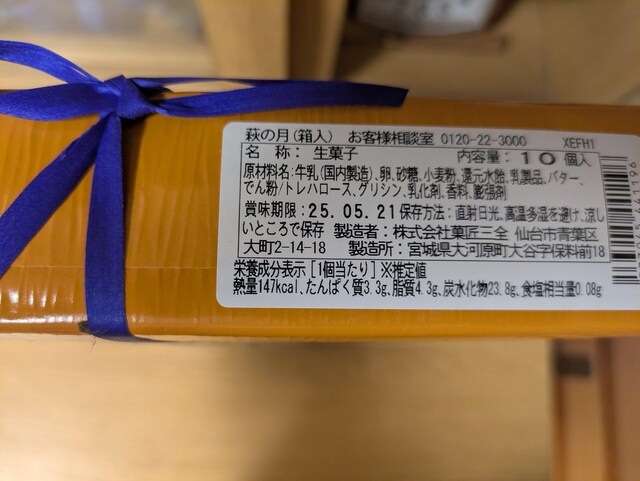 萩の月(箱入) お客様相談室 0120-22-3000 XEFH1
名 称: 生菓子 内容量: 10個入
原材料名:牛乳(国内製造)、卵、砂糖、小麦粉、還元水飴、乳製品、バター、
でん粉/トレハロース、グリシン、乳化剤、香料、膨張剤
賞味期限:25.05.21保存方法: 直射日光、高温多湿を避け、涼し
いところで保存 製造者: 株式会社菓匠三全 仙台市青葉区
大町2-14-18 製造所: 宮城県大河原町大谷字保料前18
栄養成分表示 [1個当たり] ※推定値
熱量147kcal、たんぱく質3.3g、脂質4.3g、炭水化物23.8g、食塩相当量0.08g